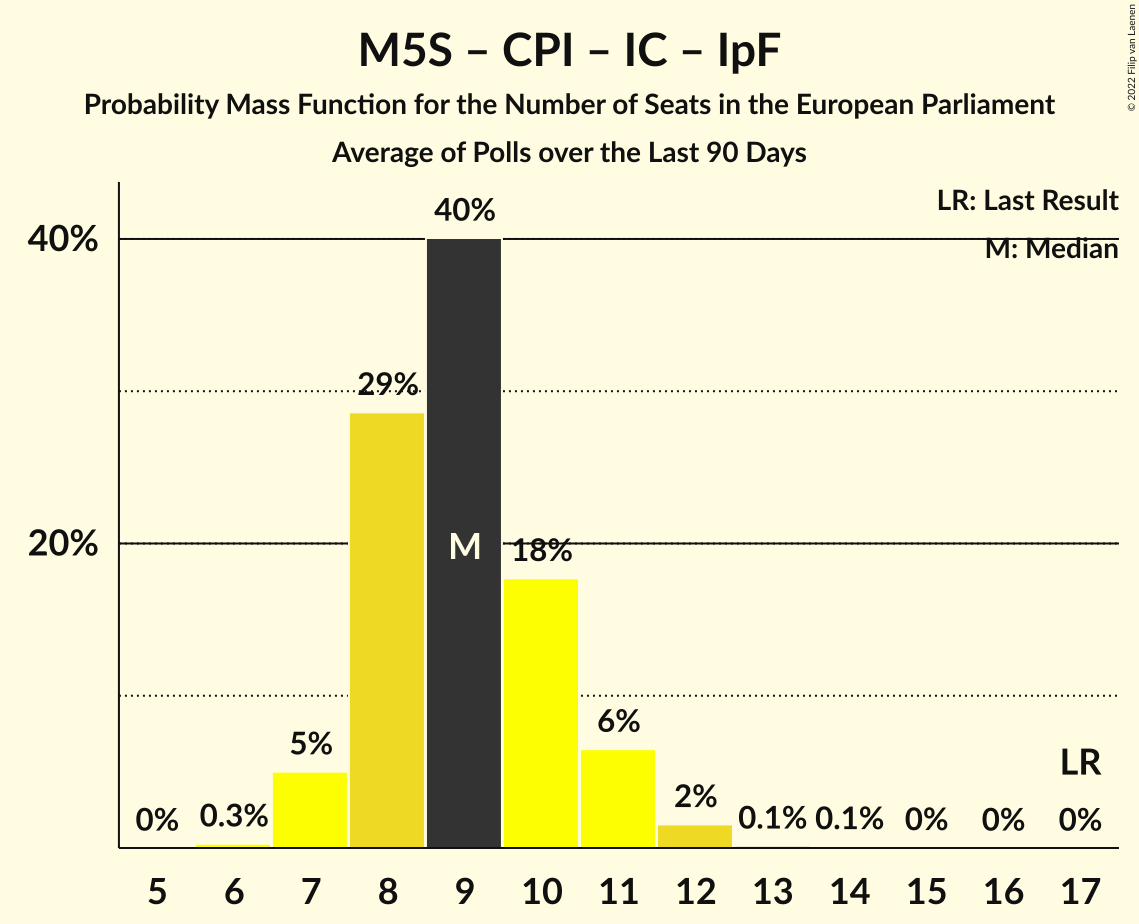 M5S – CPI – IC – IpF
Probability Mass Function for the Number of Seats in the European Parliament
Average of Polls over the Last 90 Days
© 2022 Filip van Laenen
LR: Last Result
M: Median
40%
20%
0%
0.3%
5%
29%
40%
M
18%
6%
2%
0.1%
0.1%
0%
0%
0%
LR
5 6 7 8 9 10 11 12 13 14 15 16 17